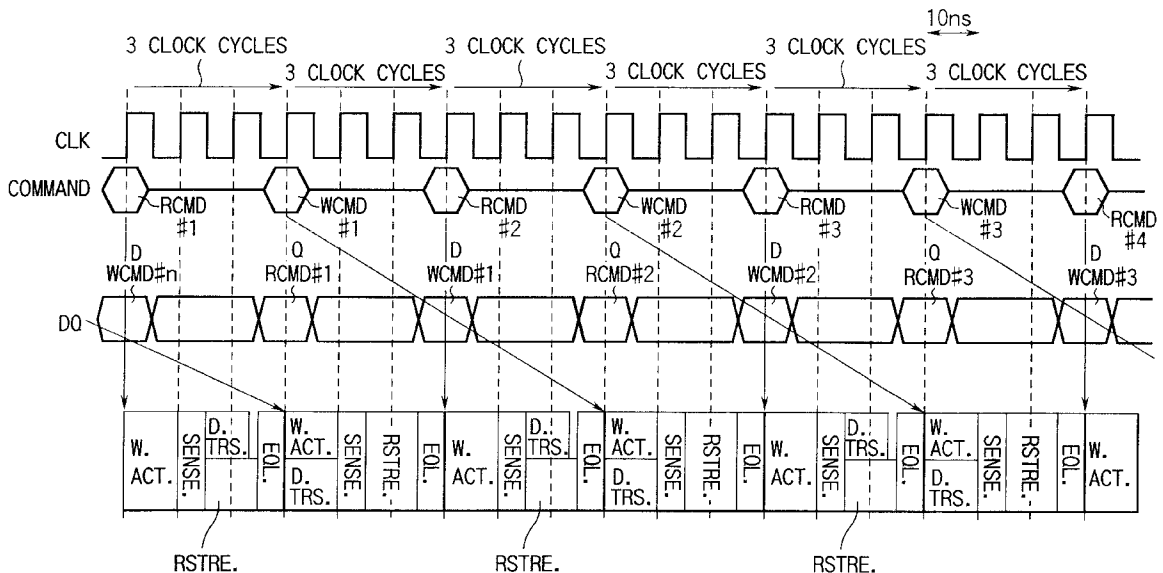 10ns
3 CLOCK CYCLES 3 CLOCK CYCLES 3 CLOCK CYCLES
3 CLOCK CYCLES 3 CLOCK CYCLES 3 CLOCK CYCLES
CLK
COMMAND
RCMD #1 WCMD #1 RCMD #2 WCMD #2 RCMD #3 WCMD #3 RCMD #4
D Q D Q D Q D
WCMD#n RCMD#1 WCMD#1 RCMD#2 WCMD#2 RCMD#3 WCMD#3
DQ
W. ACT. SENSE. D. TRS. EQL. W. ACT. D. TRS. SENSE. RSTRE. EQL. W. ACT. SENSE. D. TRS. EQL. W. ACT. D. TRS. SENSE. RSTRE. EQL. W. ACT. SENSE. D. TRS. EQL. W. ACT. D. TRS. SENSE. RSTRE. EQL. W. ACT.
RSTRE. RSTRE. RSTRE.